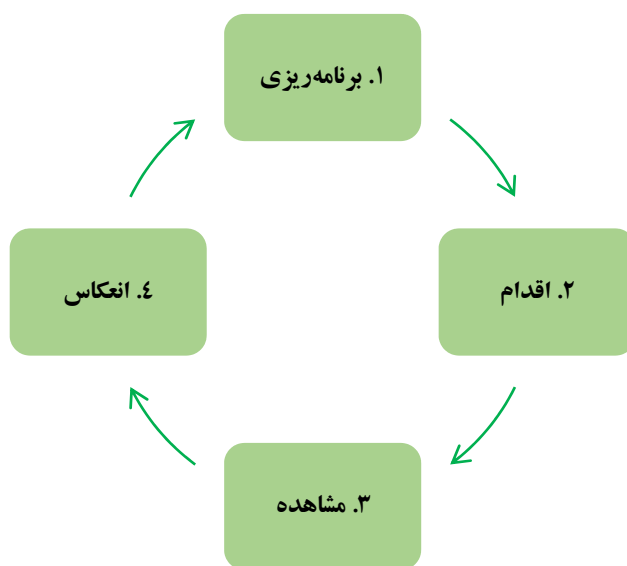 ۱. برنامه‌ریزی
۲. اقدام
۳. مشاهده
٤. انعکاس